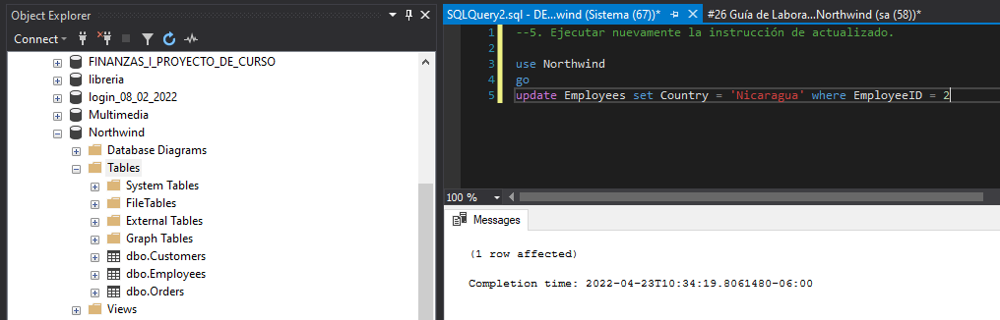 Object Explorer
Connect
FINANZAS_I_PROYECTO_DE_CURSO
libreria
login_08_02_2022
Multimedia
Northwind
Database Diagrams
Tables
System Tables
FileTables
External Tables
Graph Tables
dbo.Customers
dbo.Employees
dbo.Orders
Views
SQLQuery2.sql - DE...wind (Sistema (67))*
#26 Guía de Labora...Northwind (sa (58))*
1 --5. Ejecutar nuevamente la instrucción de actualizado.
2
3 use Northwind
4 go
5 update Employees set Country = 'Nicaragua' where EmployeeID = 2
100 %
Messages
(1 row affected)
Completion time: 2022-04-23T10:34:19.8061480-06:00